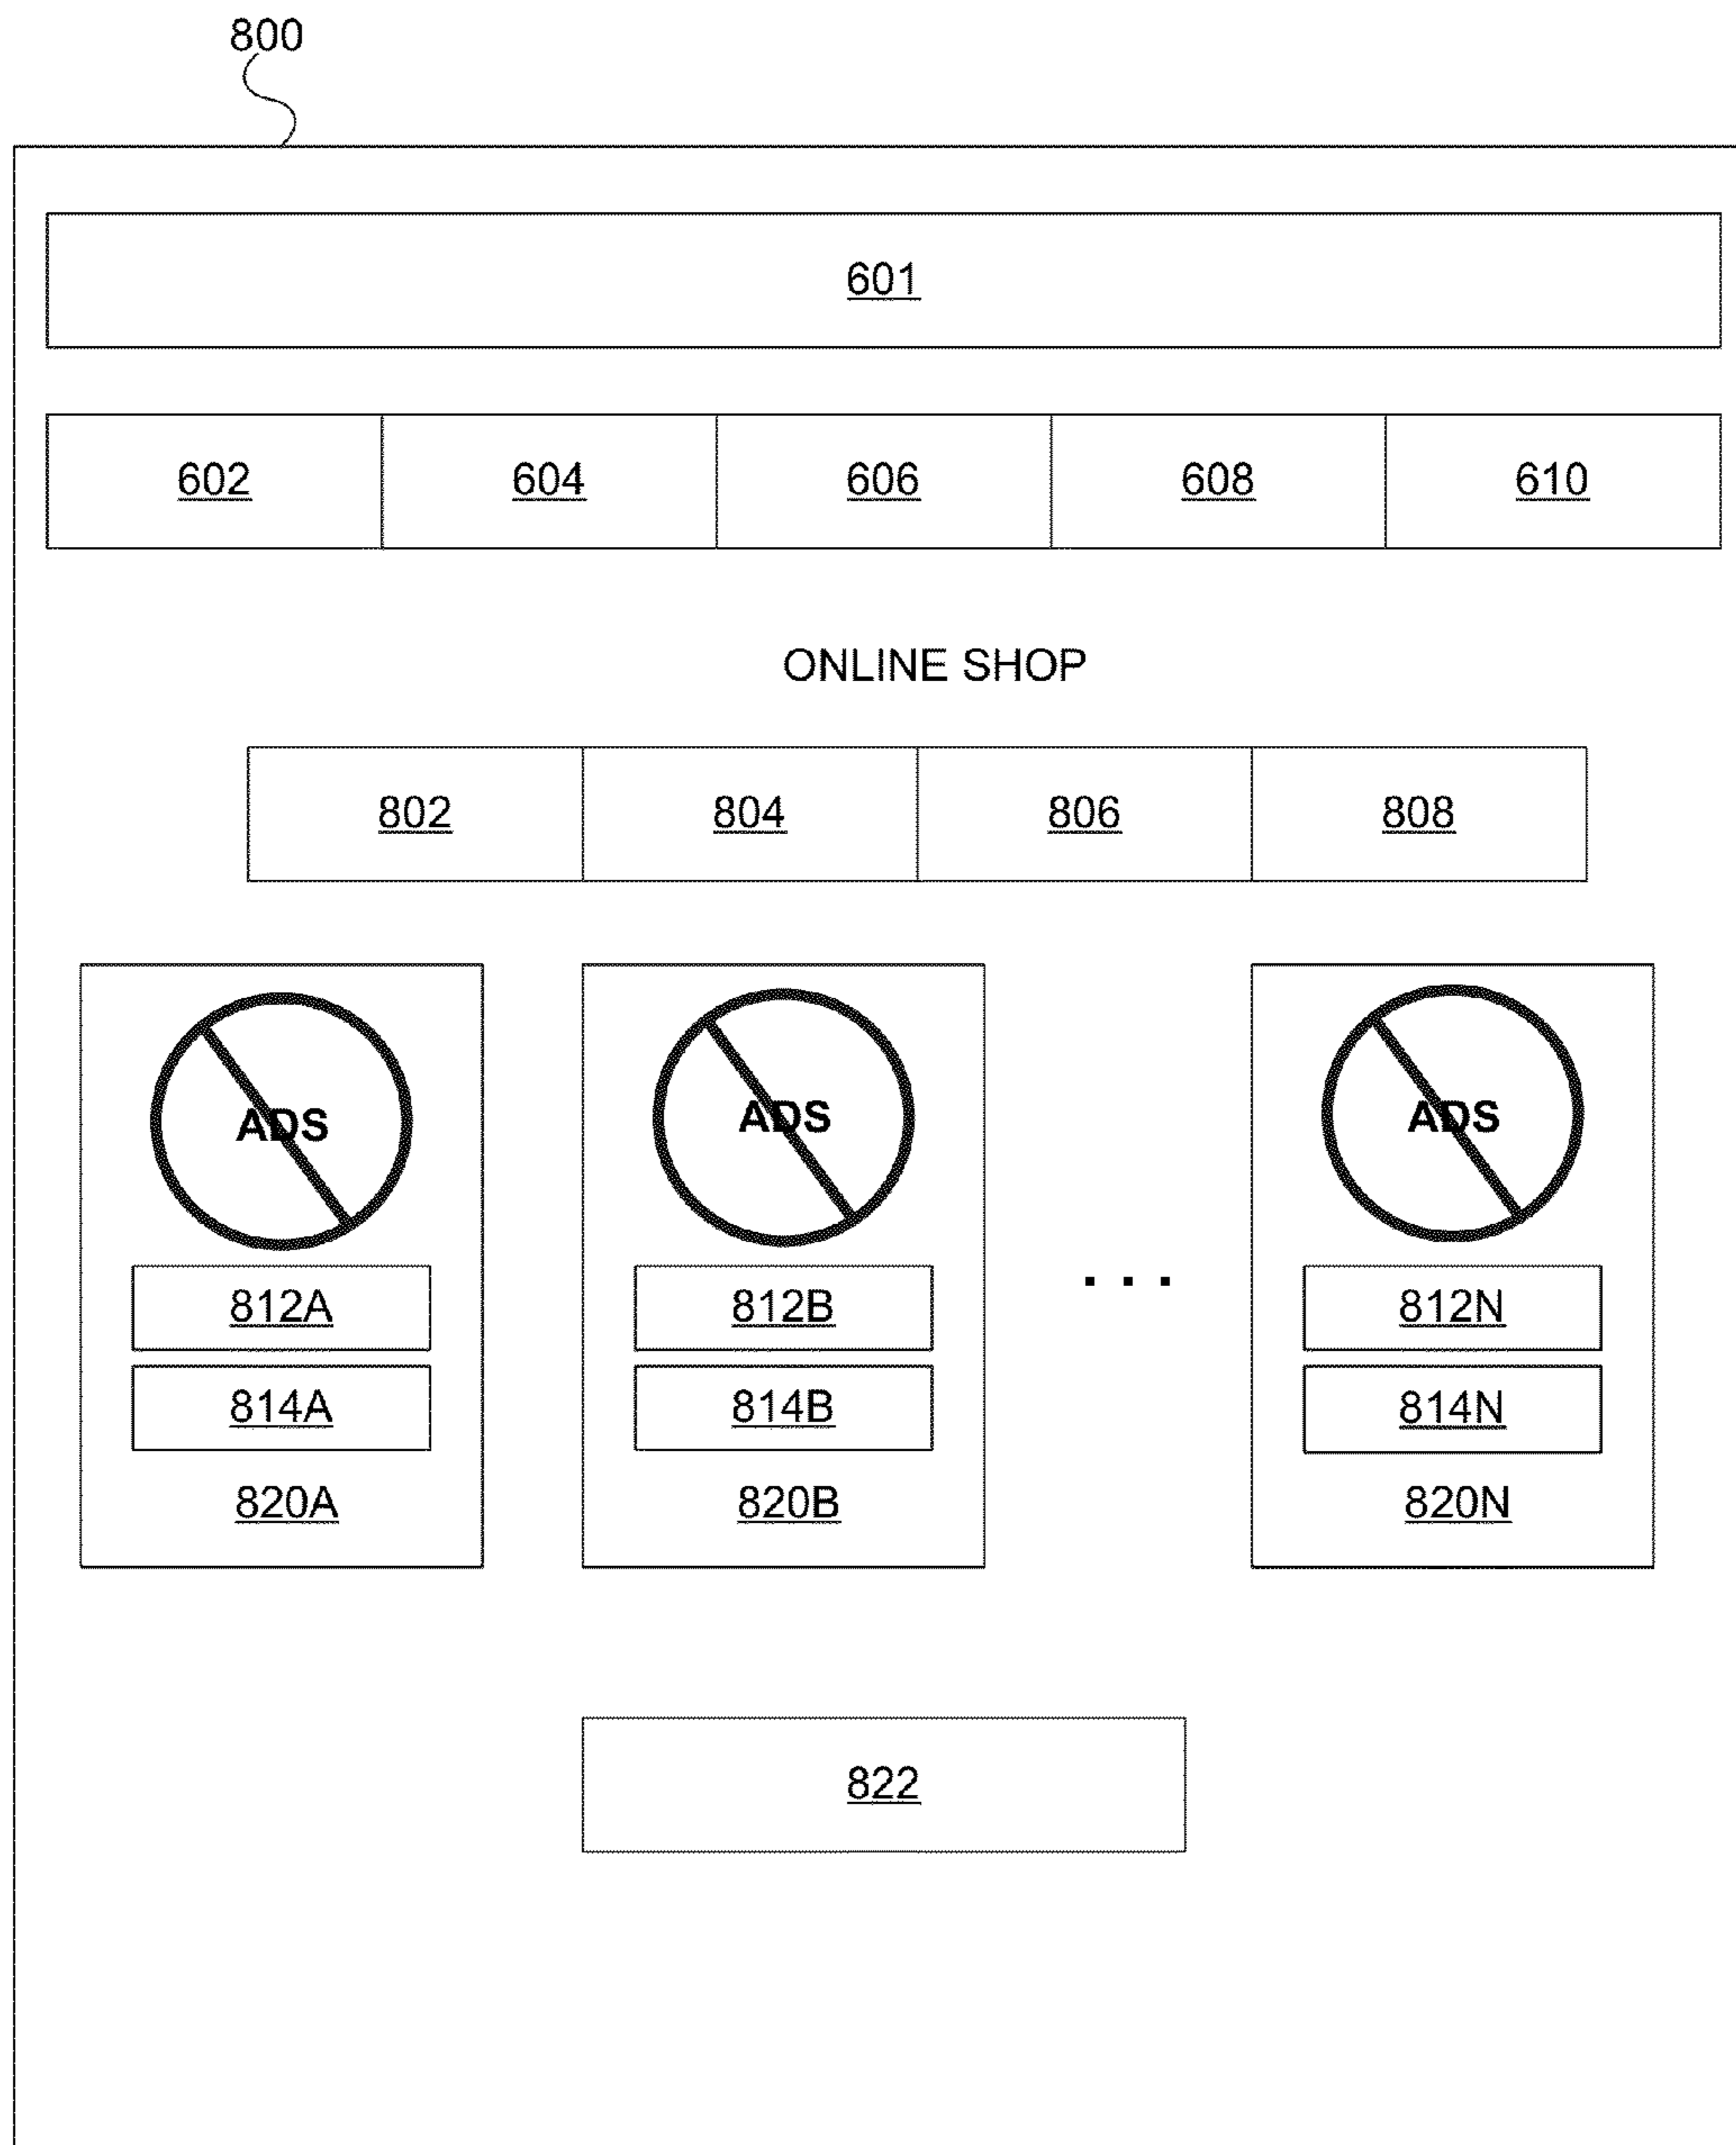 800
601
602 604 606 608 610
ONLINE SHOP
802 804 806 808
ADS ADS ADS
. . .
812A 812B 812N
814A 814B 814N
820A 820B 820N
822